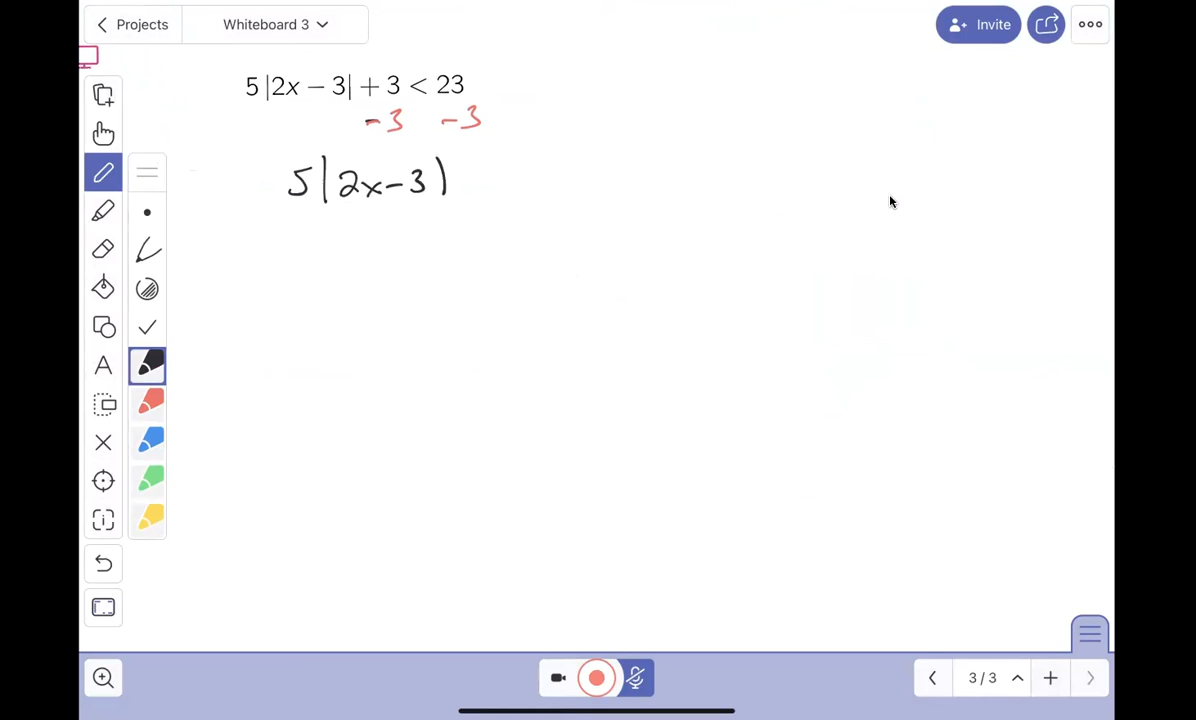 Projects
Whiteboard 3
Invite
5|2x − 3| + 3 < 23
-3 -3
5|2x-3|
A
3 / 3